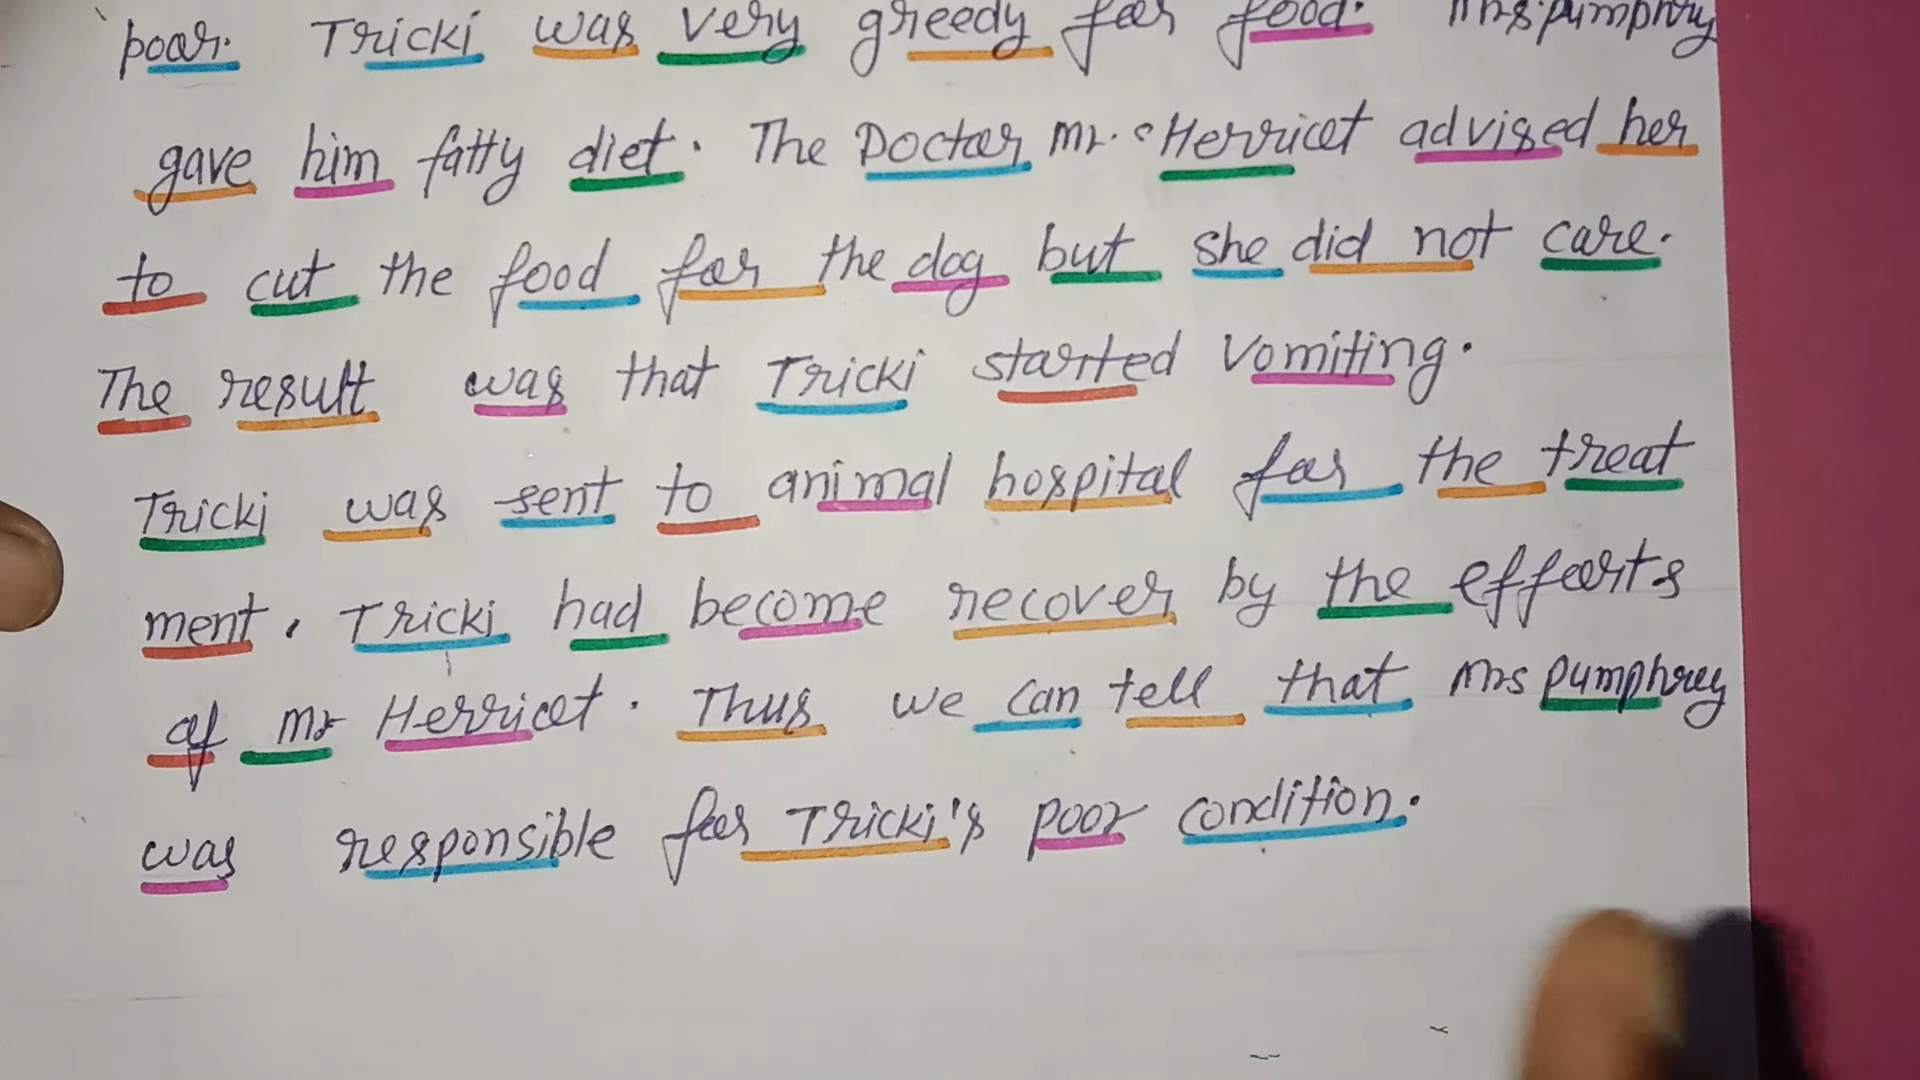 poor. Tricki was very greedy for food. Mrs pumphry
gave him fatty diet. The Doctor Mr. Herricot advised her
to cut the food for the dog but she did not care.
The result was that Tricki started vomiting.
Tricki was sent to animal hospital for the treat
ment. Tricki had become recover by the efforts
of Mr Herricot. Thus we can tell that Mrs pumphrey
was responsible for Tricki's poor condition.